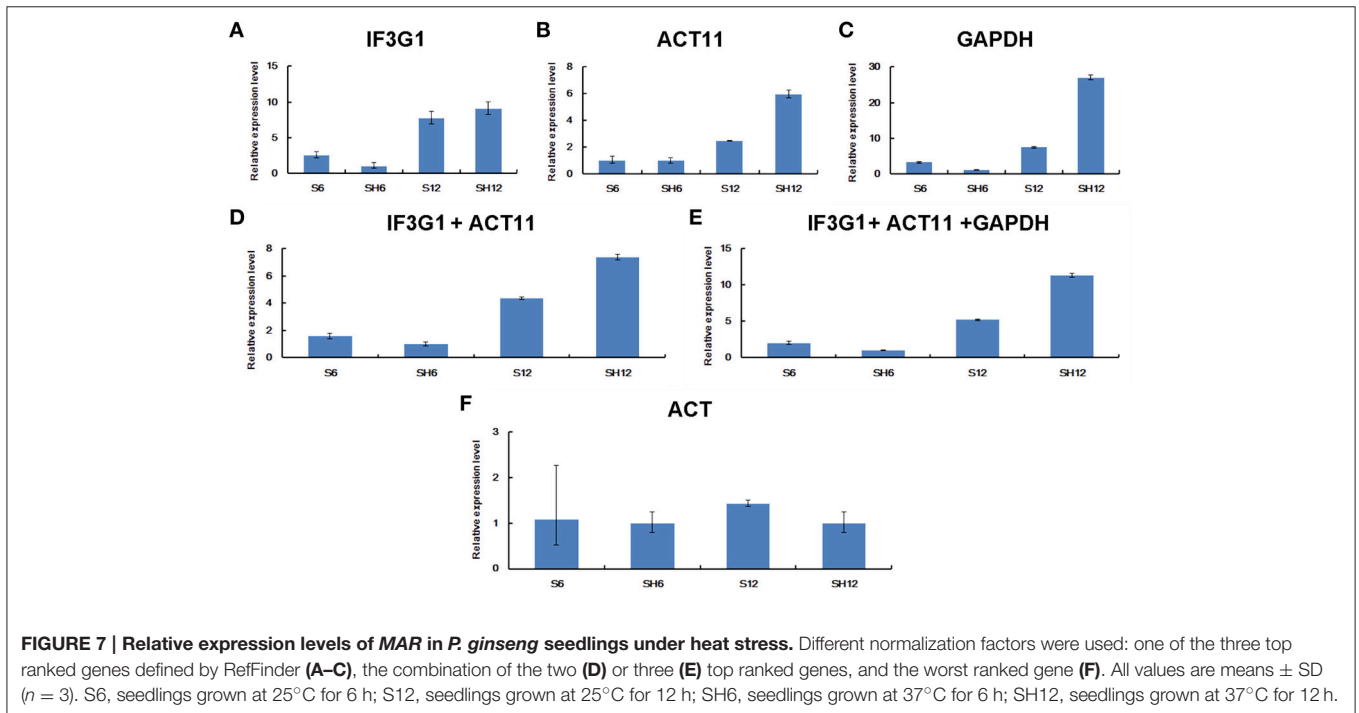 A
IF3G1
B
ACT11
C
GAPDH
Relative expression level
15
10
5
0
S6 SH6 S12 SH12
Relative expression level
8
6
4
2
0
S6 SH6 S12 SH12
Relative expression level
30
20
10
0
S6 SH6 S12 SH12
D
IF3G1 + ACT11
E
IF3G1+ ACT11 +GAPDH
Relative expression level
8
6
4
2
0
S6 SH6 S12 SH12
Relative expression level
15
10
5
0
S6 SH6 S12 SH12
F
ACT
Relative expression level
3
2
1
0
S6 SH6 S12 SH12
FIGURE 7 | Relative expression levels of MAR in P. ginseng seedlings under heat stress. Different normalization factors were used: one of the three top
ranked genes defined by RefFinder (A–C), the combination of the two (D) or three (E) top ranked genes, and the worst ranked gene (F). All values are means ± SD
(n = 3). S6, seedlings grown at 25°C for 6 h; S12, seedlings grown at 25°C for 12 h; SH6, seedlings grown at 37°C for 6 h; SH12, seedlings grown at 37°C for 12 h.